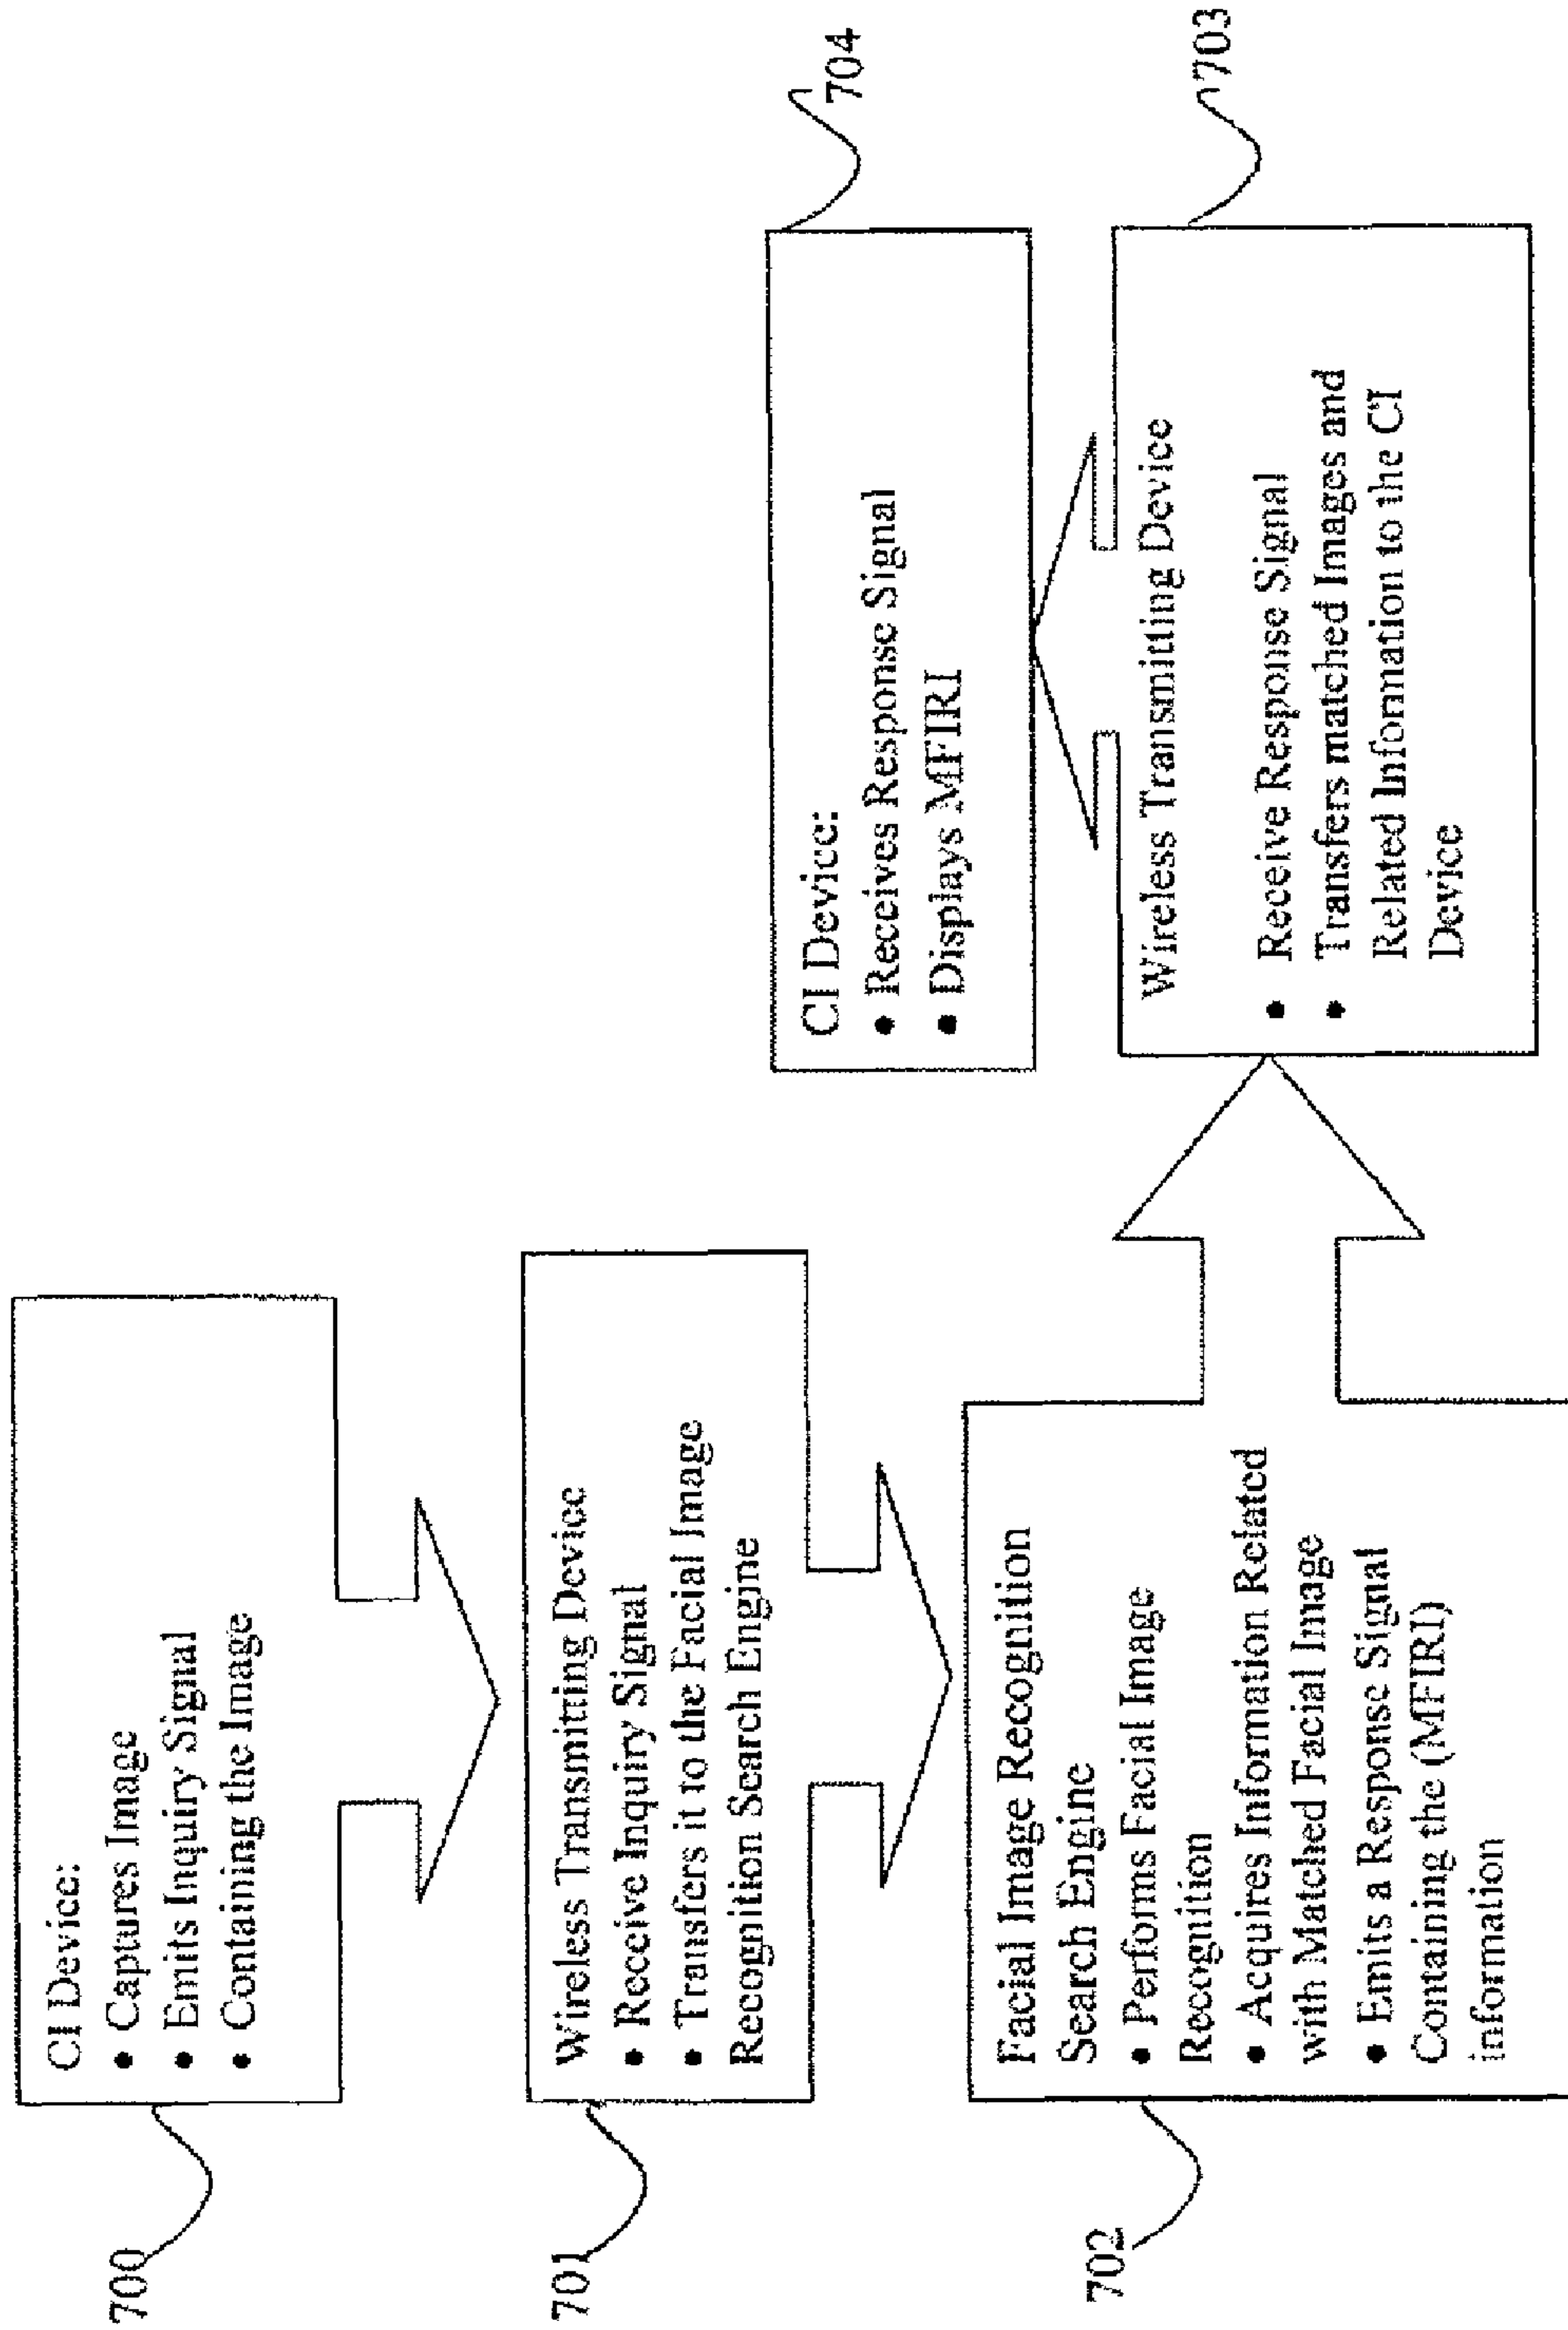 700
CI Device:
• Captures Image
• Emits Inquiry Signal
• Containing the Image
701
Wireless Transmitting Device
• Receive Inquiry Signal
• Transfers it to the Facial Image
Recognition Search Engine
702
Facial Image Recognition
Search Engine
• Performs Facial Image
Recognition
• Acquires Information Related
with Matched Facial Image
• Emits a Response Signal
Containing the (MFIRI)
information
703
Wireless Transmitting Device
• Receive Response Signal
• Transfers matched Images and
Related Information to the CI
Device
704
CI Device:
• Receives Response Signal
• Displays MFIRI